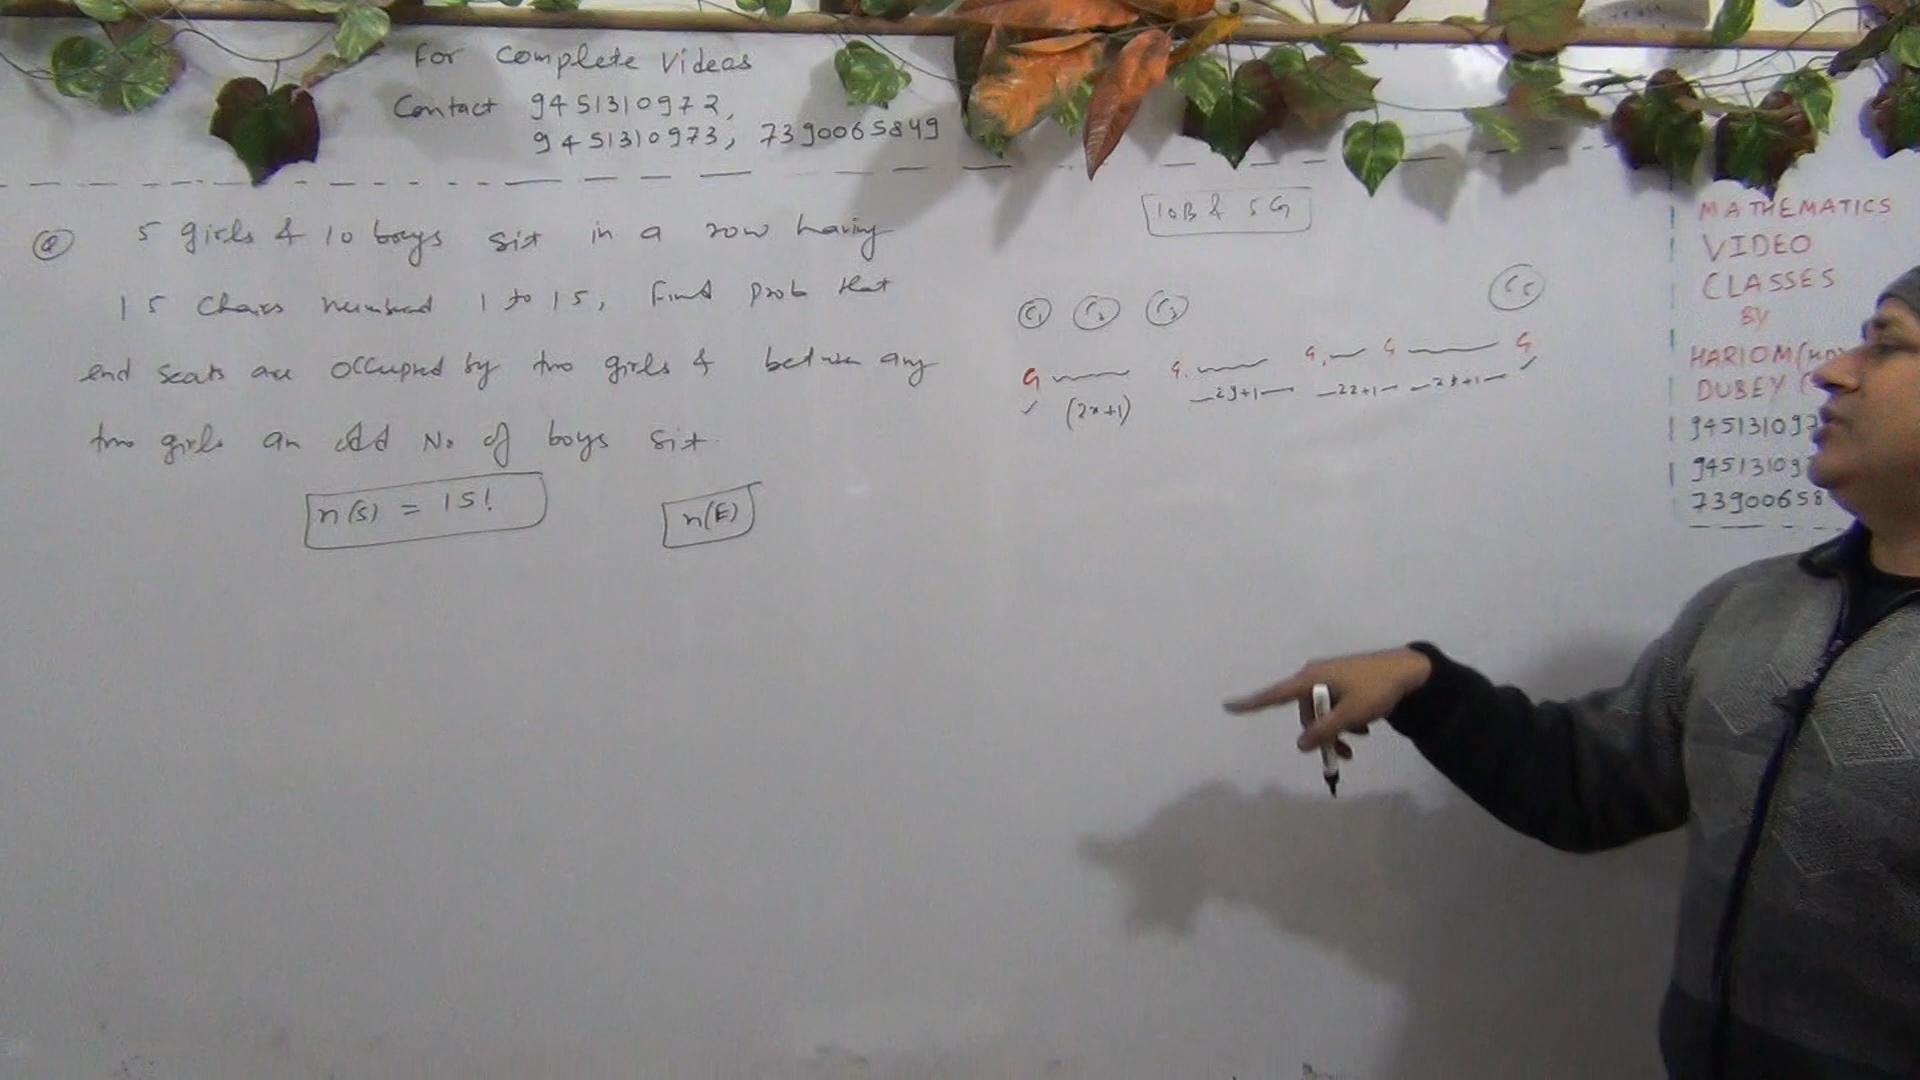 For Complete Videos
Contact 9451310972,
9451310973, 7390065849
10B & 5G
Q 5 girls & 10 boys sit in a row having
15 chairs numbered 1 to 15, Find prob that
end seats are occupied by two girls & between any
two girls an odd No of boys sit.
n(S) = 15!
n(E)
C1 C2 C3 C5
G G G G G
(2x+1) 2y+1 2z+1
MATHEMATICS
VIDEO
CLASSES
BY
HARIOM
DUBEY
94513109
94513109
73900658